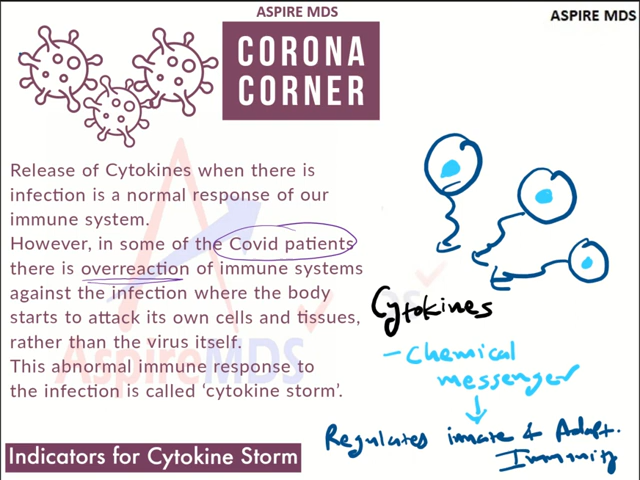 ASPIRE MDS
ASPIRE MDS
CORONA
CORNER
Release of Cytokines when there is
infection is a normal response of our
immune system.
However, in some of the Covid patients
there is overreaction of immune systems
against the infection where the body
starts to attack its own cells and tissues,
rather than the virus itself.
This abnormal immune response to
the infection is called ‘cytokine storm’.
AspireMDS
Indicators for Cytokine Storm
Cytokines
- Chemical
messenger
Regulates innate & Adapt.
Immunity